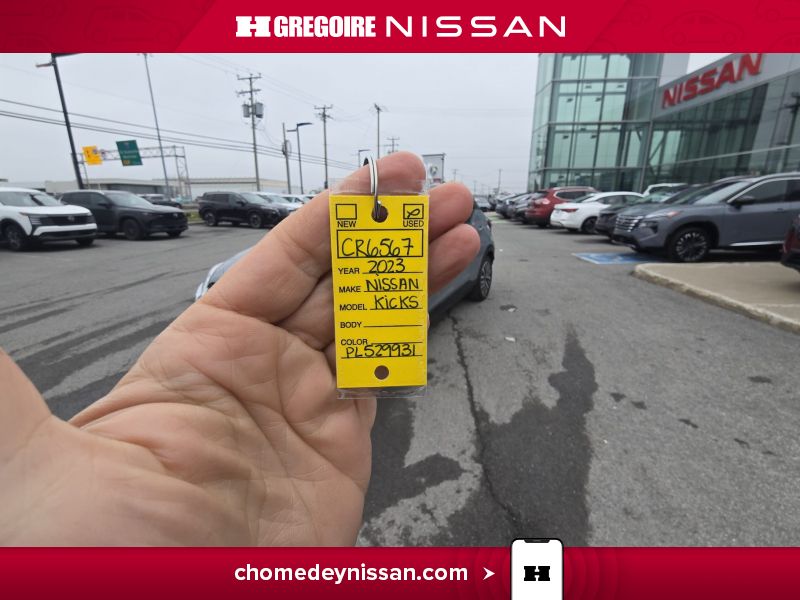 H GREGOIRE NISSAN
NISSAN
NEW USED
CR6567
YEAR 2023
MAKE NISSAN
MODEL KICKS
BODY
COLOR
PL529931
chomedeynissan.com
H